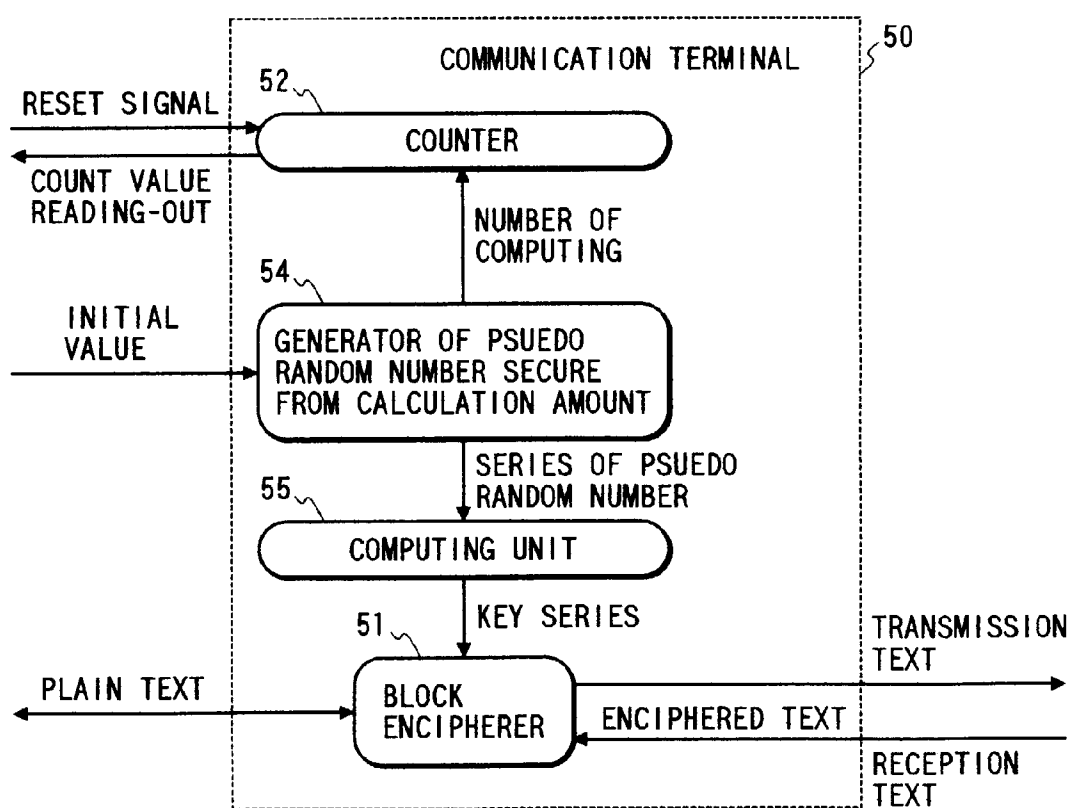 50
COMMUNICATION TERMINAL
52
RESET SIGNAL
COUNTER
COUNT VALUE
READING-OUT
NUMBER OF
COMPUTING
54
INITIAL
VALUE
GENERATOR OF PSUEDO
RANDOM NUMBER SECURE
FROM CALCULATION AMOUNT
SERIES OF PSUEDO
RANDOM NUMBER
55
COMPUTING UNIT
KEY SERIES
51
TRANSMISSION
TEXT
PLAIN TEXT
BLOCK
ENCIPHERER
ENCIPHERED TEXT
RECEPTION
TEXT